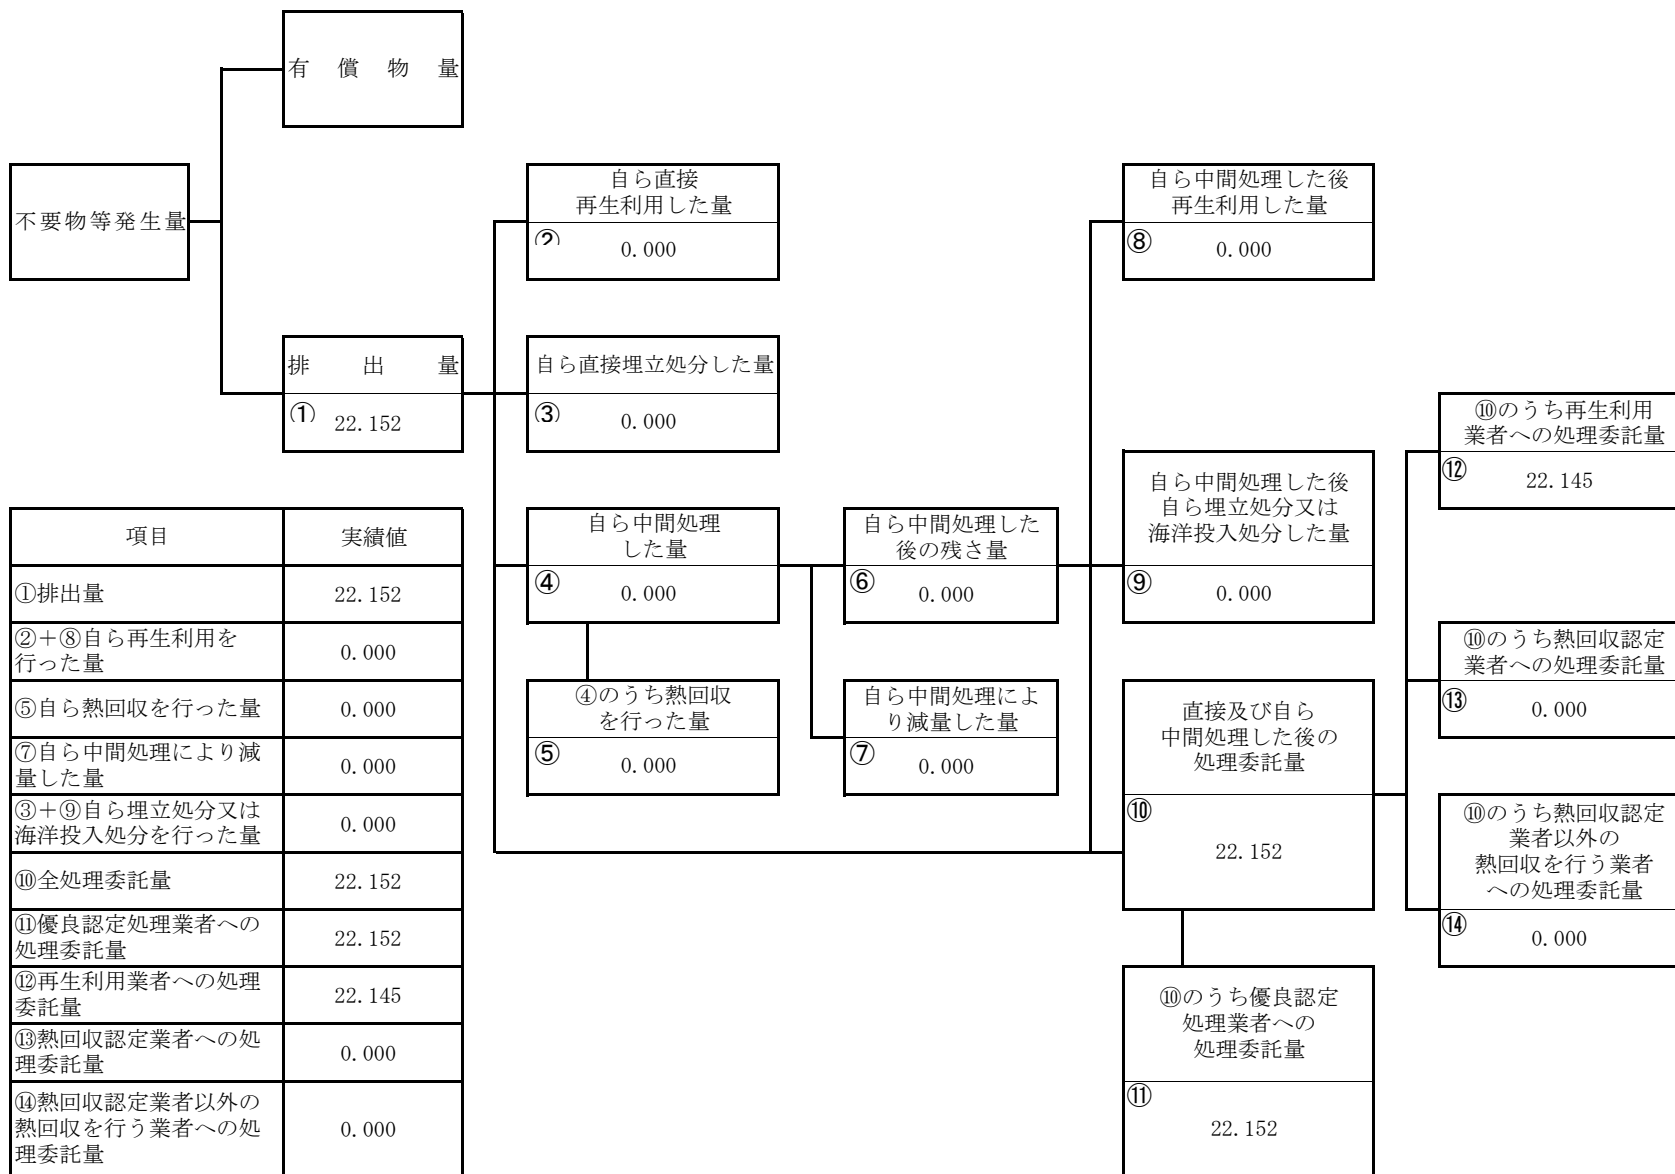 有償物量
不要物等発生量
自ら直接
再生利用した量
② 0.000
自ら中間処理した後
再生利用した量
⑧ 0.000
排出量
① 22.152
自ら直接埋立処分した量
③ 0.000
⑩のうち再生利用
業者への処理委託量
⑫ 22.145
自ら中間処理した後
自ら埋立処分又は
海洋投入処分した量
⑨ 0.000
自ら中間処理
した量
④ 0.000
自ら中間処理した
後の残さ量
⑥ 0.000
④のうち熱回収
を行った量
⑤ 0.000
自ら中間処理によ
り減量した量
⑦ 0.000
直接及び自ら
中間処理した後の
処理委託量
⑩
22.152
⑩のうち熱回収認定
業者への処理委託量
⑬ 0.000
⑩のうち熱回収認定
業者以外の
熱回収を行う業者
への処理委託量
⑭ 0.000
⑩のうち優良認定
処理業者への
処理委託量
⑪
22.152
項目 実績値
①排出量 22.152
②+⑧自ら再生利用を
行った量 0.000
⑤自ら熱回収を行った量 0.000
⑦自ら中間処理により減
量した量 0.000
③+⑨自ら埋立処分又は
海洋投入処分を行った量 0.000
⑩全処理委託量 22.152
⑪優良認定処理業者への
処理委託量 22.152
⑫再生利用業者への処理
委託量 22.145
⑬熱回収認定業者への処
理委託量 0.000
⑭熱回収認定業者以外の
熱回収を行う業者への処
理委託量 0.000